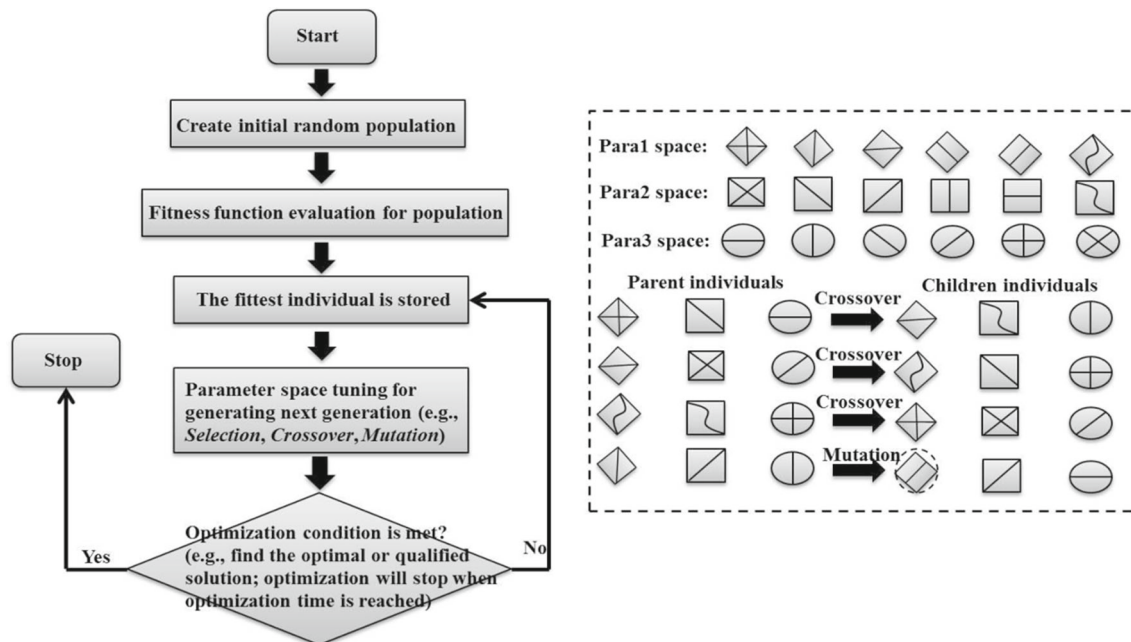 Start
Create initial random population
Fitness function evaluation for population
The fittest individual is stored
Stop
Parameter space tuning for
generating next generation (e.g.,
Selection, Crossover, Mutation)
Optimization condition is met?
(e.g., find the optimal or qualified
solution; optimization will stop when
optimization time is reached)
Yes
No
Para1 space:
Para2 space:
Para3 space:
Parent individuals
Children individuals
Crossover
Crossover
Crossover
Mutation